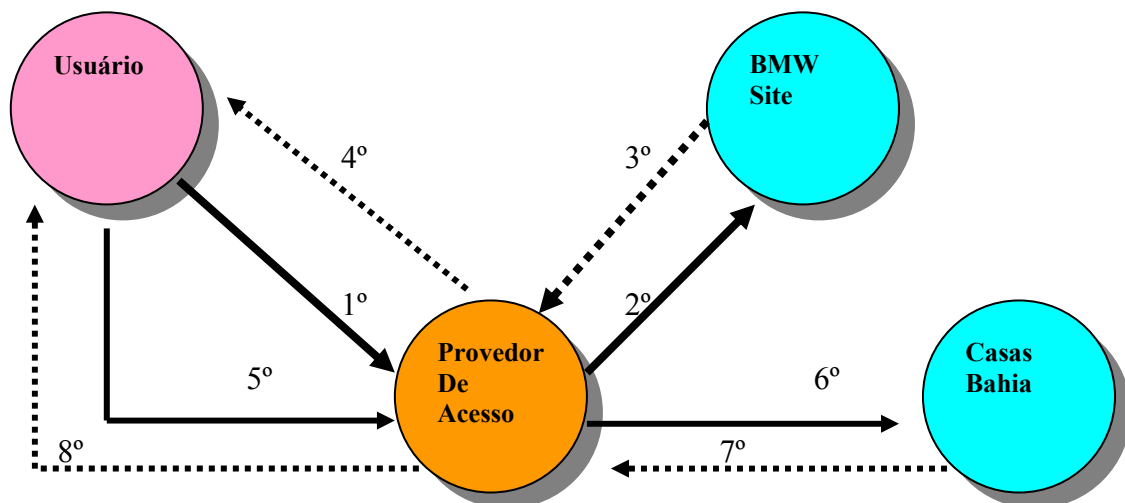 Usuário
BMW
Site
4º
3º
1º
2º
Provedor
De
Acesso
Casas
Bahia
5º
6º
8º
7º